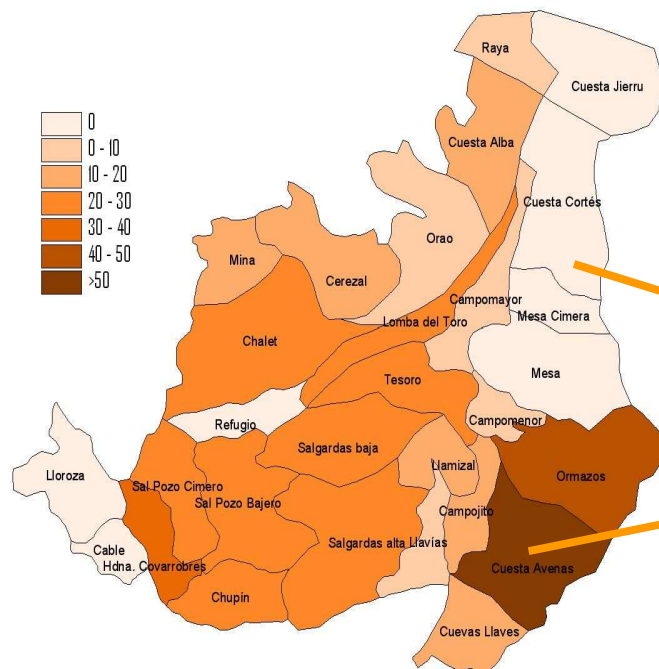 Raya
Cuesta Jierru
0
0 - 10
10 - 20
20 - 30
30 - 40
40 - 50
>50
Cuesta Alba
Cuesta Cortés
Orao
Mina
Cerezal
Campomayor
Mesa Cimera
Lomba del Toro
Chalet
Tesoro
Mesa
Refugio
Campomenor
Salgardas baja
Llamizal
Lloroza
Sal Pozo Cimero
Ormazos
Sal Pozo Bajero
Campojito
Salgardas alta
Llavías
Cable
Hdna. Covarrobres
Cuesta Avenas
Chupín
Cuevas Llaves